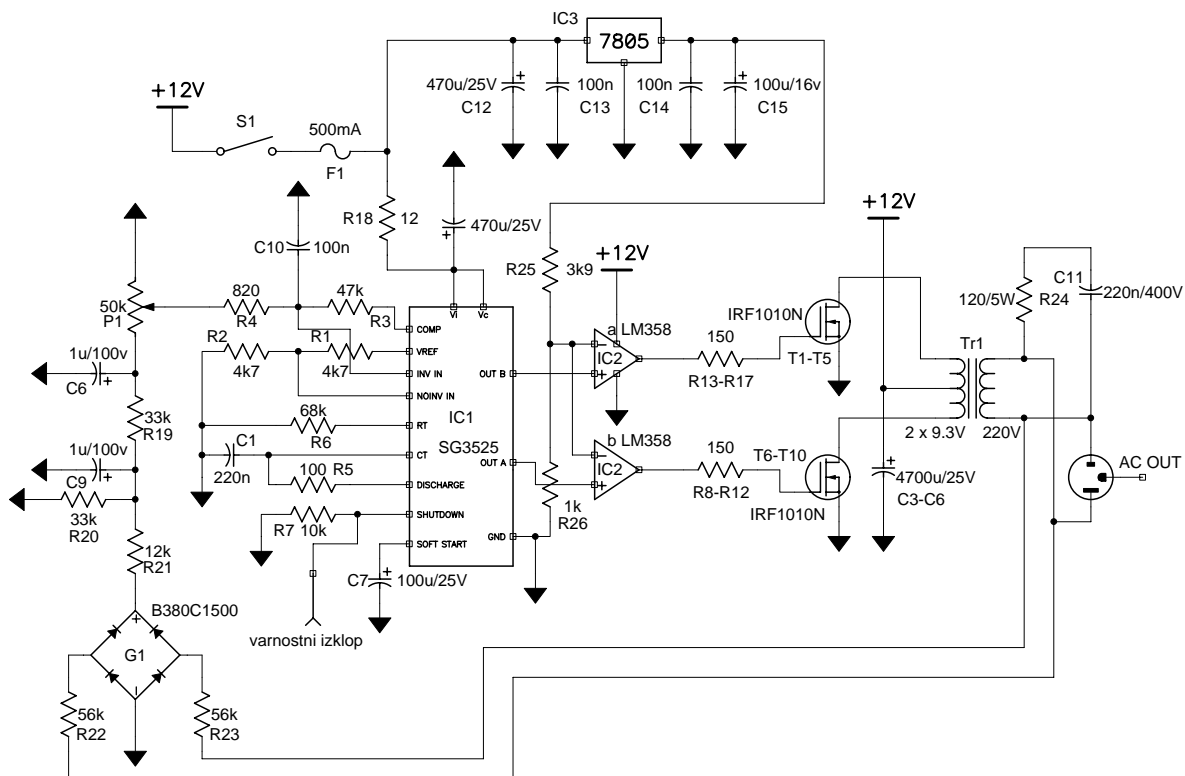 IC3
7805
470u/25V
C12
100n
C13
100n
C14
100u/16v
C15
+12V
S1
500mA
F1
R18
12
470u/25V
C10
100n
R25
3k9
+12V
+12V
C11
220n/400V
120/5W
R24
50k
P1
820
R4
47k
R3
R2
4k7
R1
4k7
Vi
Vc
COMP
VREF
INV IN
NOINV IN
RT
CT
DISCHARGE
SHUTDOWN
SOFT START
IC1
SG3525
OUT B
OUT A
GND
a
LM358
IC2
-
+
b
LM358
IC2
-
+
150
R13-R17
IRF1010N
T1-T5
150
R8-R12
T6-T10
IRF1010N
Tr1
2 x 9.3V
220V
4700u/25V
C3-C6
AC OUT
1u/100v
C6
33k
R19
1u/100v
C9
33k
R20
12k
R21
68k
R6
C1
220n
100
R5
R7
10k
1k
R26
C7
100u/25V
varnostni izklop
B380C1500
G1
+
-
56k
R22
56k
R23